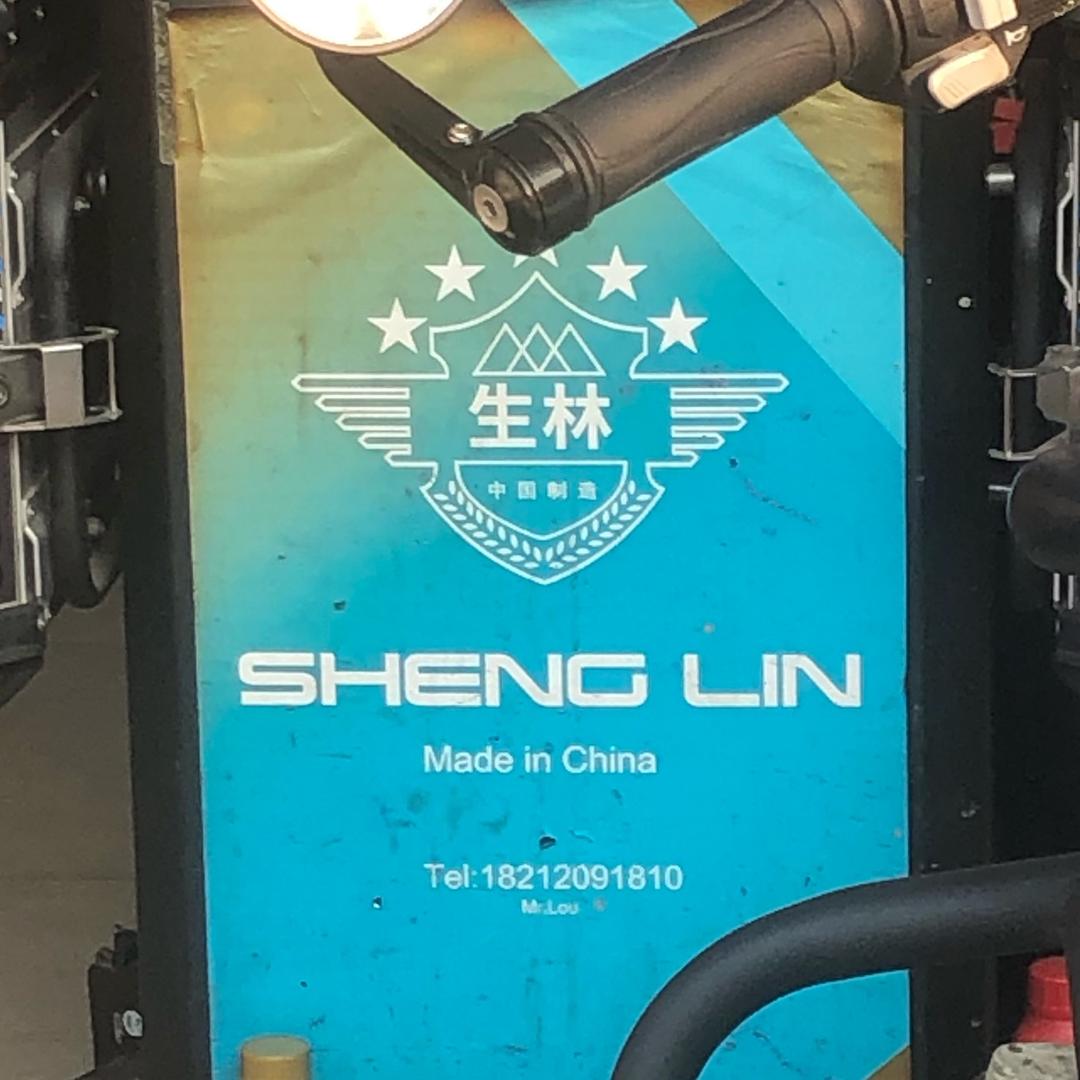 生林
中国制造
SHENG LIN
Made in China
Tel:18212091810
Mr.Lou